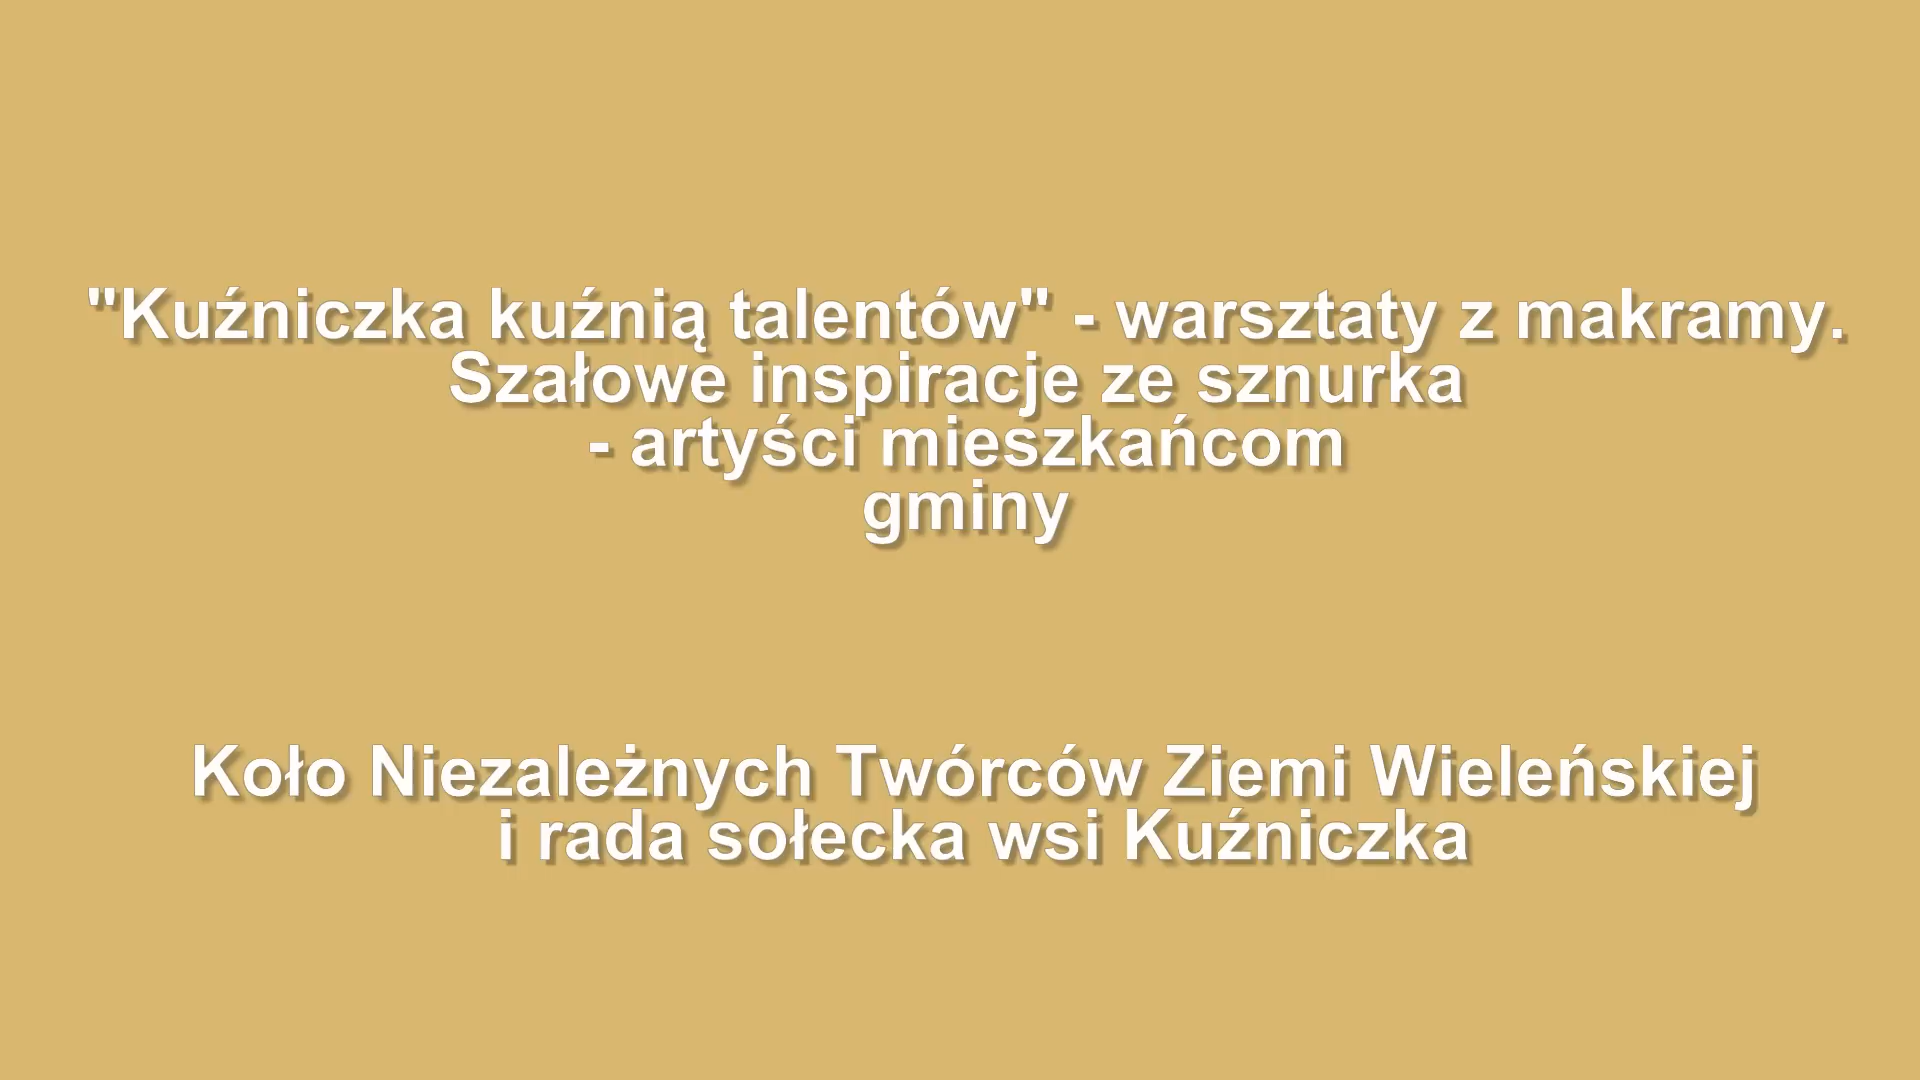 "Kuźniczka kuźnią talentów" - warsztaty z makramy.
Szałowe inspiracje ze sznurka
- artyści mieszkańcom
gminy
Koło Niezależnych Twórców Ziemi Wieleńskiej
i rada sołecka wsi Kuźniczka